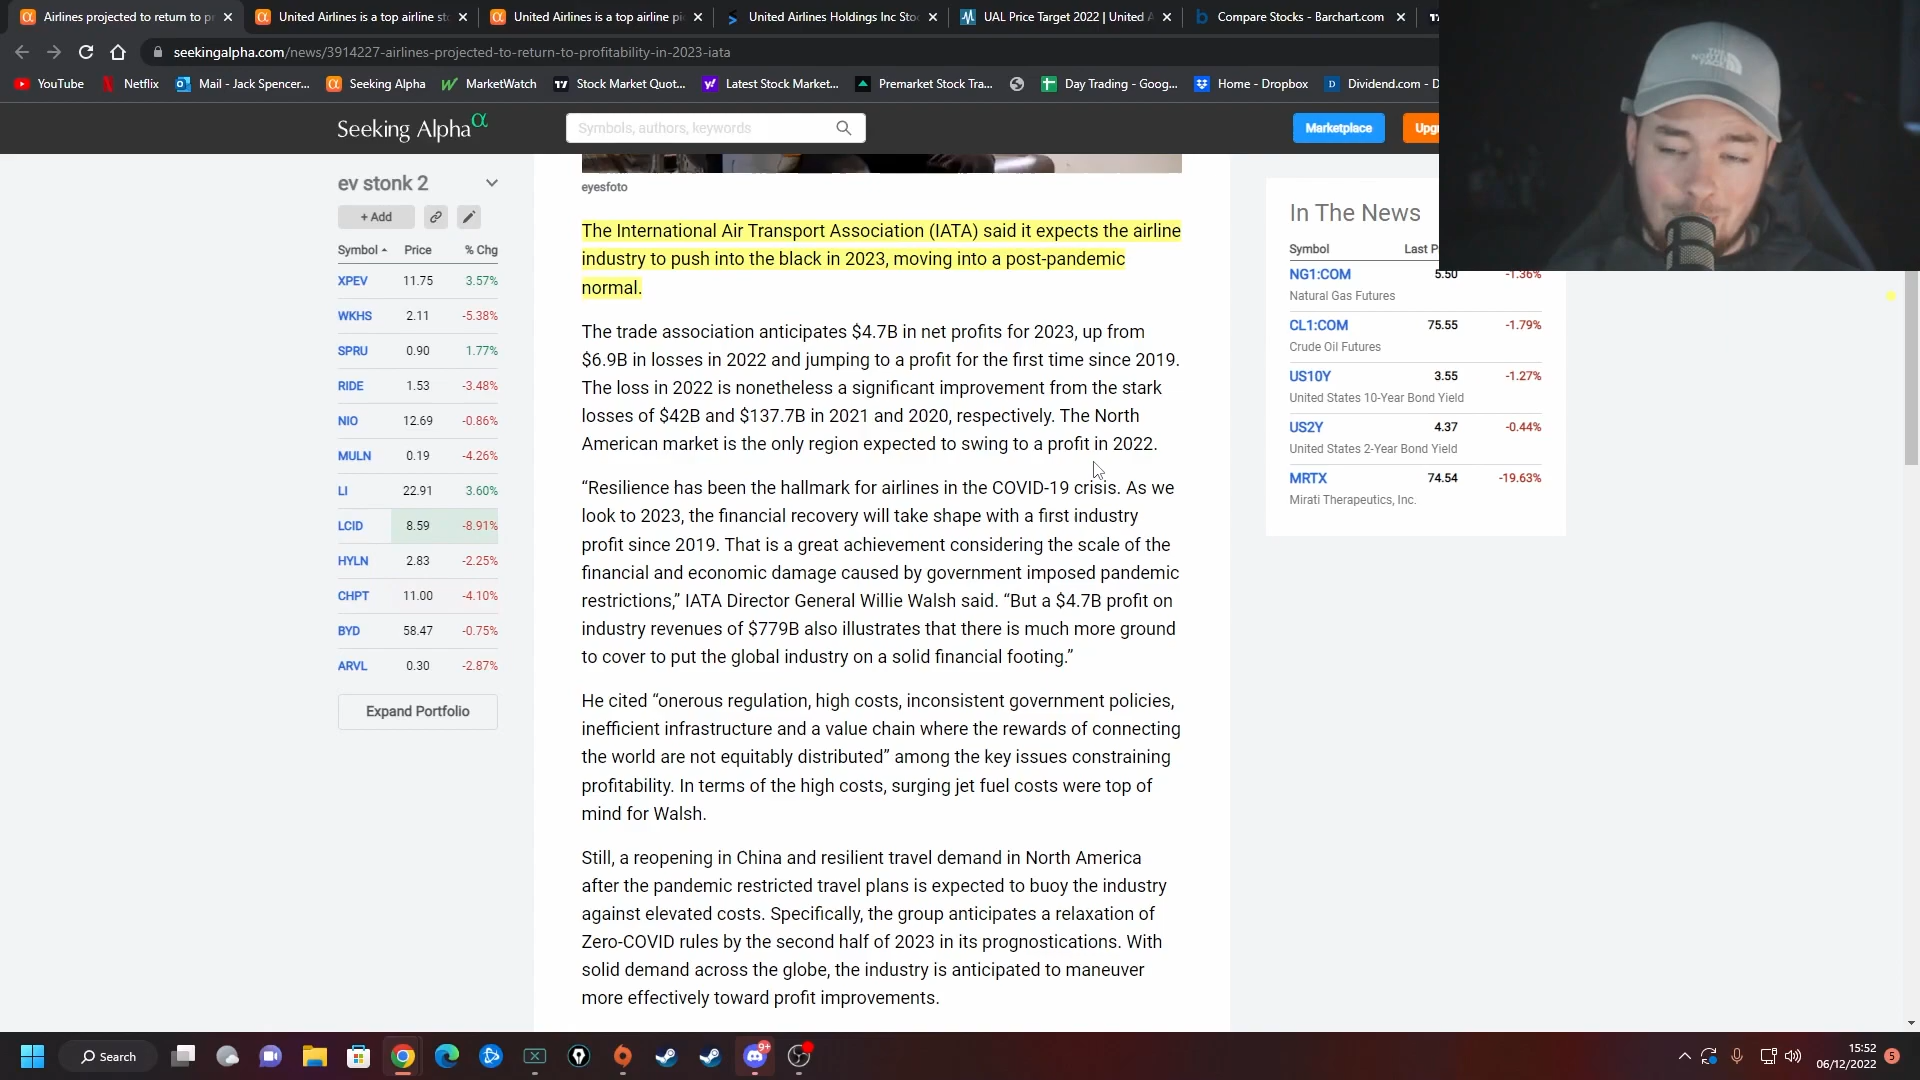 Airlines projected to return to pr
United Airlines is a top airline sto
United Airlines is a top airline pi
United Airlines Holdings Inc Stoc
UAL Price Target 2022 | United A
Compare Stocks - Barchart.com
seekingalpha.com/news/3914227-airlines-projected-to-return-to-profitability-in-2023-iata
YouTube
Netflix
Mail - Jack Spencer...
Seeking Alpha
MarketWatch
Stock Market Quot...
Latest Stock Market...
Premarket Stock Tra...
Day Trading - Goog...
Home - Dropbox
Dividend.com - D
Seeking Alpha α
Symbols, authors, keywords
Marketplace
Upg
ev stonk 2
+ Add
Symbol Price % Chg
XPEV 11.75 3.57%
WKHS 2.11 -5.38%
SPRU 0.90 1.77%
RIDE 1.53 -3.48%
NIO 12.69 -0.86%
MULN 0.19 -4.26%
LI 22.91 3.60%
LCID 8.59 -8.91%
HYLN 2.83 -2.25%
CHPT 11.00 -4.10%
BYD 58.47 -0.75%
ARVL 0.30 -2.87%
Expand Portfolio
eyesfoto
The International Air Transport Association (IATA) said it expects the airline
industry to push into the black in 2023, moving into a post-pandemic
normal.
The trade association anticipates $4.7B in net profits for 2023, up from
$6.9B in losses in 2022 and jumping to a profit for the first time since 2019.
The loss in 2022 is nonetheless a significant improvement from the stark
losses of $42B and $137.7B in 2021 and 2020, respectively. The North
American market is the only region expected to swing to a profit in 2022.
“Resilience has been the hallmark for airlines in the COVID-19 crisis. As we
look to 2023, the financial recovery will take shape with a first industry
profit since 2019. That is a great achievement considering the scale of the
financial and economic damage caused by government imposed pandemic
restrictions,” IATA Director General Willie Walsh said. “But a $4.7B profit on
industry revenues of $779B also illustrates that there is much more ground
to cover to put the global industry on a solid financial footing.”
He cited “onerous regulation, high costs, inconsistent government policies,
inefficient infrastructure and a value chain where the rewards of connecting
the world are not equitably distributed” among the key issues constraining
profitability. In terms of the high costs, surging jet fuel costs were top of
mind for Walsh.
Still, a reopening in China and resilient travel demand in North America
after the pandemic restricted travel plans is expected to buoy the industry
against elevated costs. Specifically, the group anticipates a relaxation of
Zero-COVID rules by the second half of 2023 in its prognostications. With
solid demand across the globe, the industry is anticipated to maneuver
more effectively toward profit improvements.
In The News
Symbol Last P
NG1:COM 5.50 -1.36%
Natural Gas Futures
CL1:COM 75.55 -1.79%
Crude Oil Futures
US10Y 3.55 -1.27%
United States 10-Year Bond Yield
US2Y 4.37 -0.44%
United States 2-Year Bond Yield
MRTX 74.54 -19.63%
Mirati Therapeutics, Inc.
THE NORTH FACE
Search
9+
15:52
06/12/2022
5